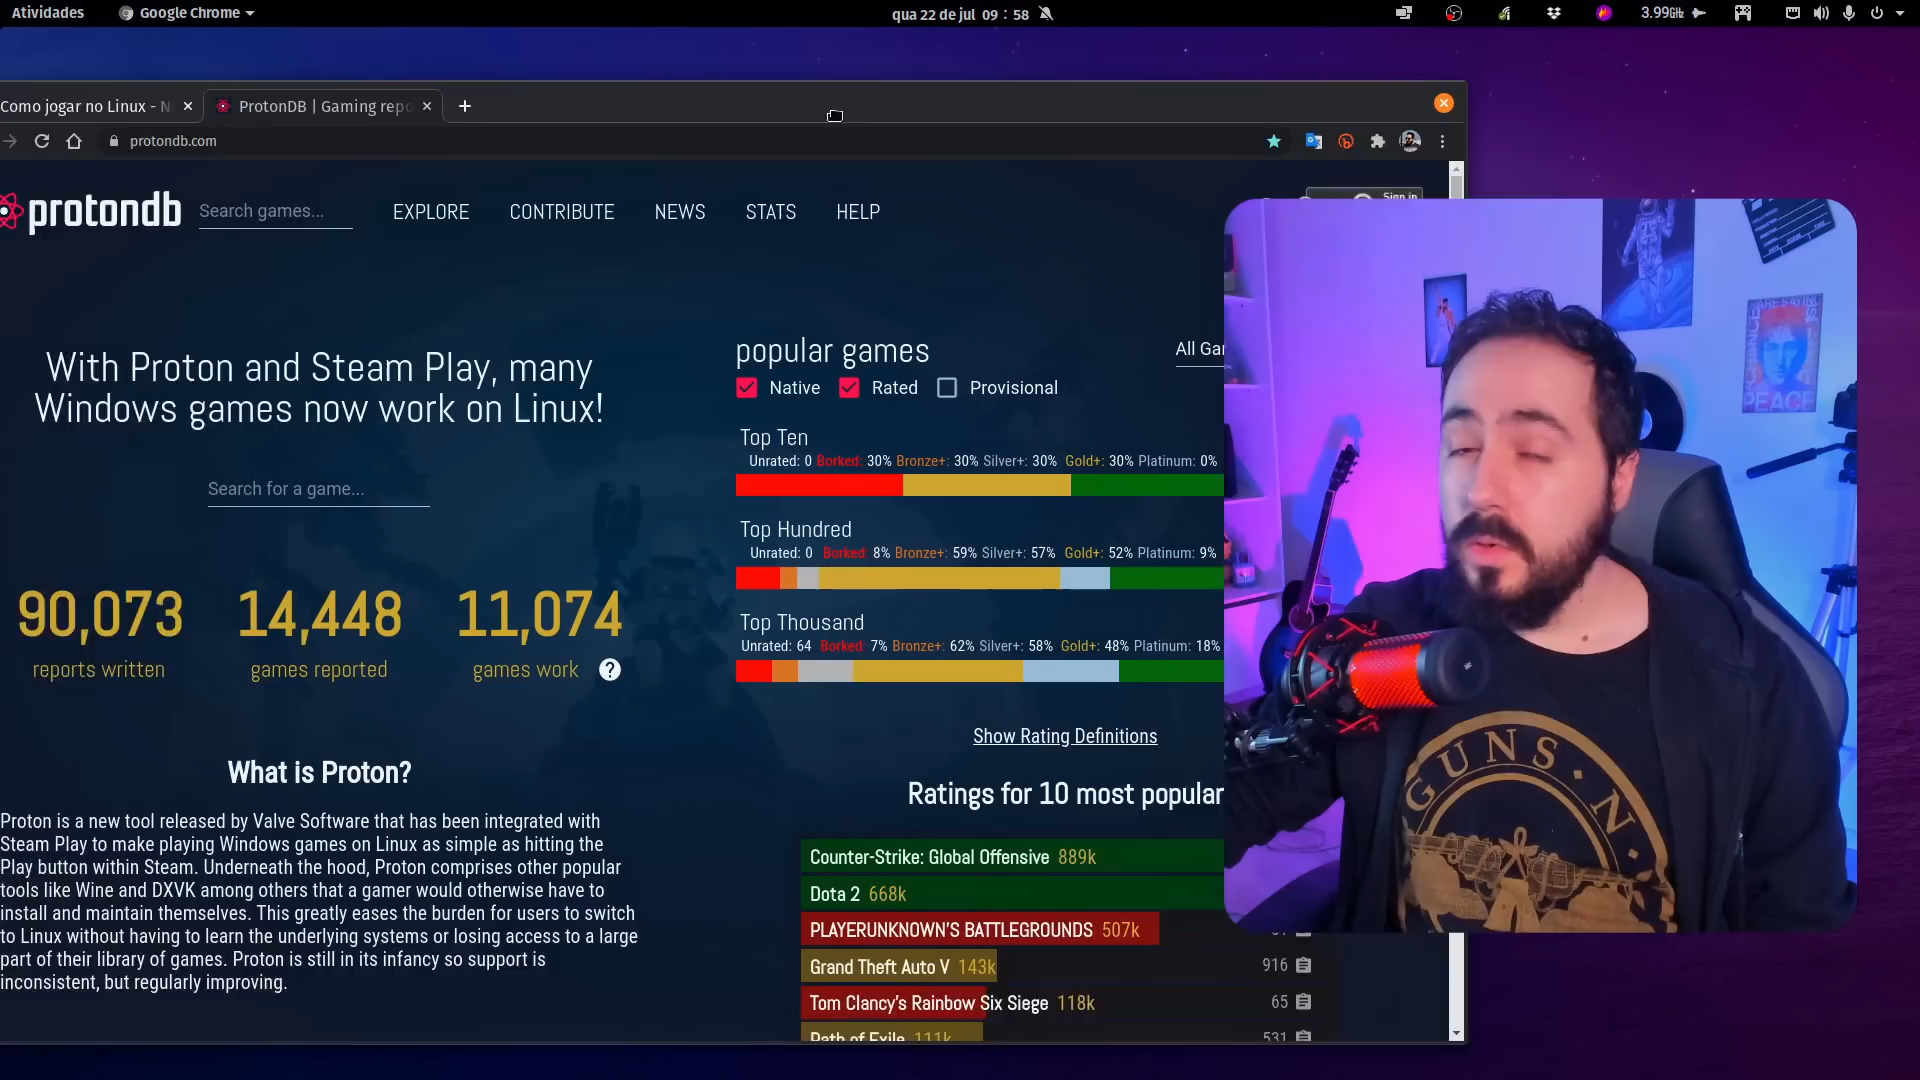 Atividades
Google Chrome
qua 22 de jul 09 : 58
3.99GHz
Como jogar no Linux - N
ProtonDB | Gaming repo
protondb.com
protondb
Search games...
EXPLORE
CONTRIBUTE
NEWS
STATS
HELP
Sign in
With Proton and Steam Play, many
Windows games now work on Linux!
Search for a game...
90,073
reports written
14,448
games reported
11,074
games work
?
What is Proton?
Proton is a new tool released by Valve Software that has been integrated with
Steam Play to make playing Windows games on Linux as simple as hitting the
Play button within Steam. Underneath the hood, Proton comprises other popular
tools like Wine and DXVK among others that a gamer would otherwise have to
install and maintain themselves. This greatly eases the burden for users to switch
to Linux without having to learn the underlying systems or losing access to a large
part of their library of games. Proton is still in its infancy so support is
inconsistent, but regularly improving.
popular games
All Gar
Native
Rated
Provisional
Top Ten
Unrated: 0 Borked: 30% Bronze+: 30% Silver+: 30% Gold+: 30% Platinum: 0%
Top Hundred
Unrated: 0 Borked: 8% Bronze+: 59% Silver+: 57% Gold+: 52% Platinum: 9%
Top Thousand
Unrated: 64 Borked: 7% Bronze+: 62% Silver+: 58% Gold+: 48% Platinum: 18%
Show Rating Definitions
Ratings for 10 most popular
Counter-Strike: Global Offensive 889k
Dota 2 668k
PLAYERUNKNOWN'S BATTLEGROUNDS 507k
Grand Theft Auto V 143k
916
Tom Clancy's Rainbow Six Siege 118k
65
Path of Exile 111k
531
PEACE
GUNS · N